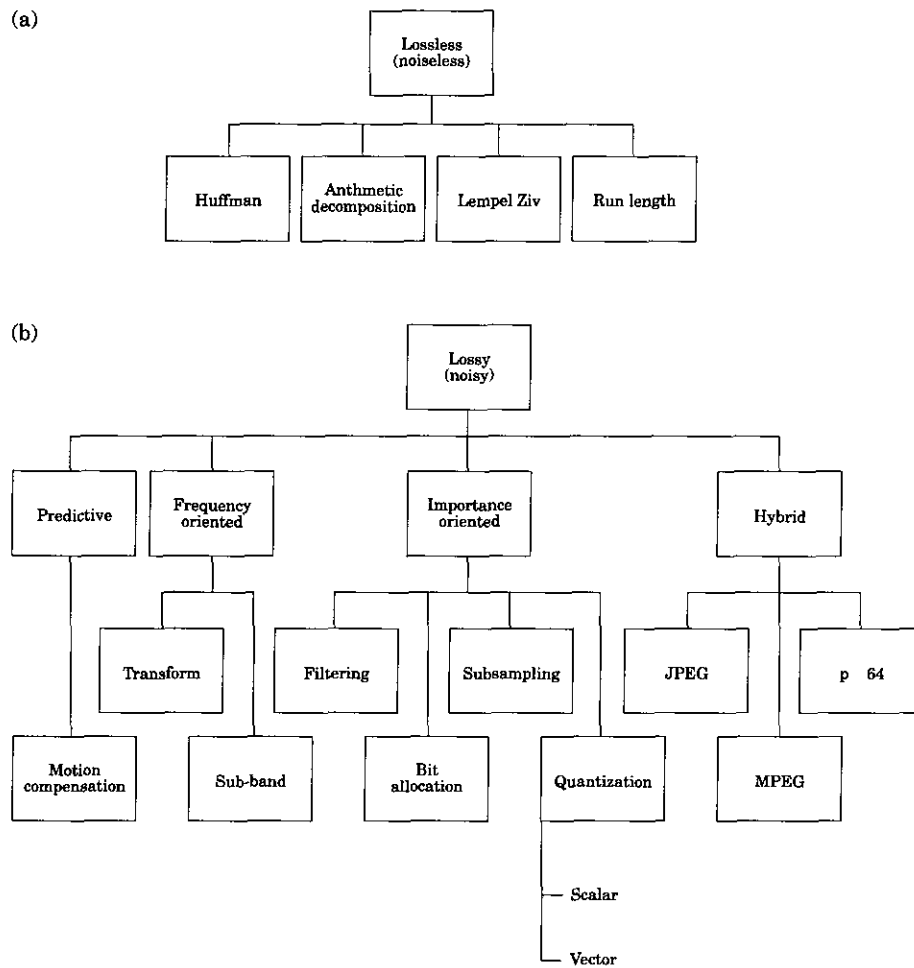 (a)
Lossless
(noiseless)
Huffman
Anthmetic
decomposition
Lempel Ziv
Run length
(b)
Lossy
(noisy)
Predictive
Frequency
oriented
Importance
oriented
Hybrid
Transform
Filtering
Subsampling
JPEG
p 64
Motion
compensation
Sub-band
Bit
allocation
Quantization
MPEG
Scalar
Vector